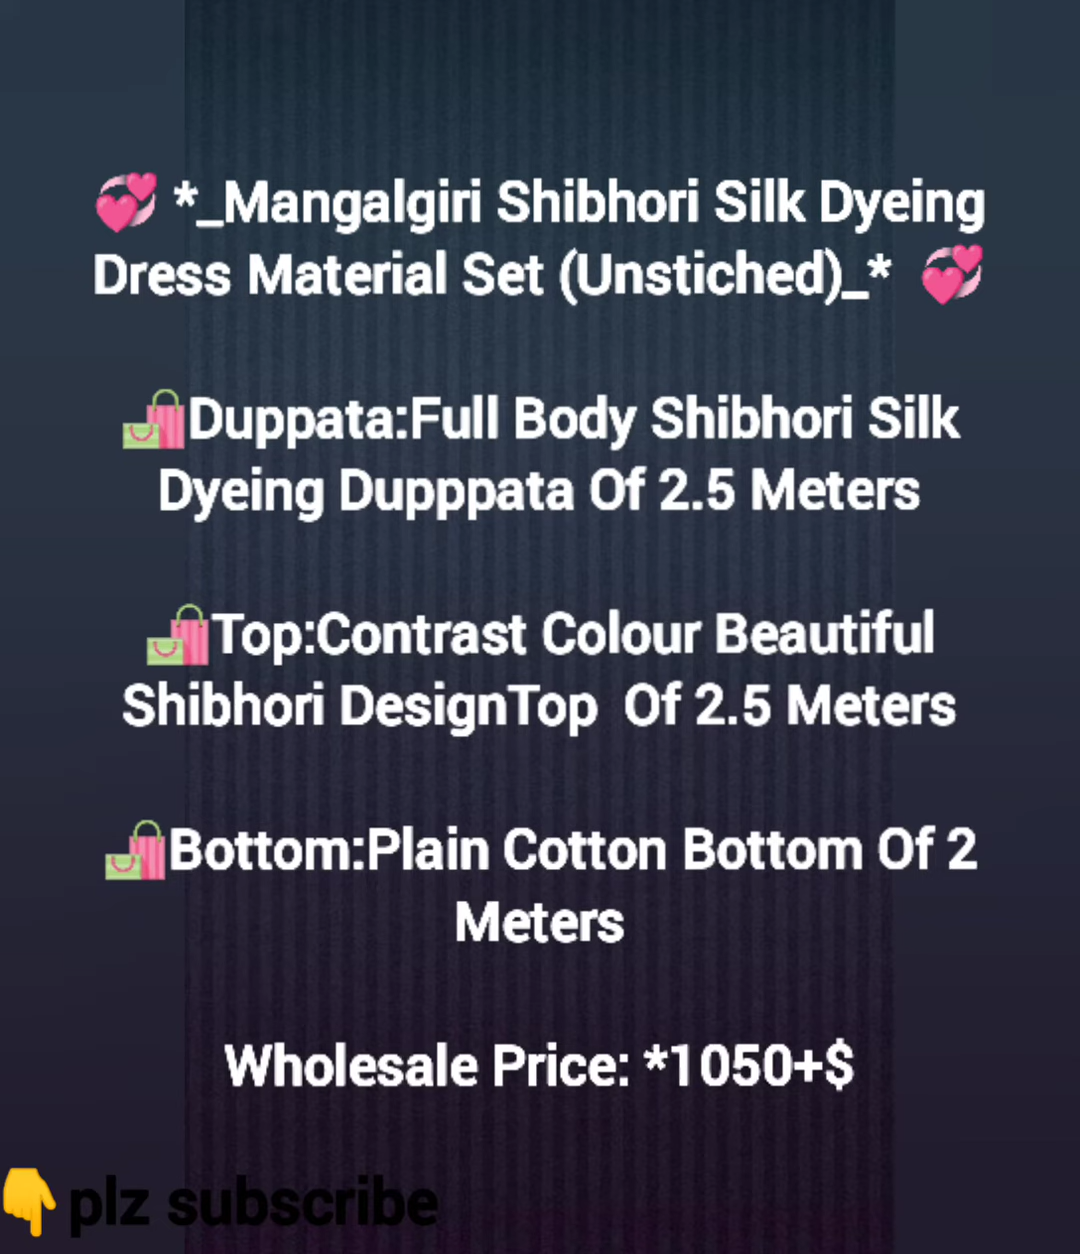 💞 *_Mangalgiri Shibhori Silk Dyeing
Dress Material Set (Unstiched)_* 💞
🛍️Duppata:Full Body Shibhori Silk
Dyeing Dupppata Of 2.5 Meters
🛍️Top:Contrast Colour Beautiful
Shibhori DesignTop  Of 2.5 Meters
🛍️Bottom:Plain Cotton Bottom Of 2
Meters
Wholesale Price: *1050+$
👇plz subscribe